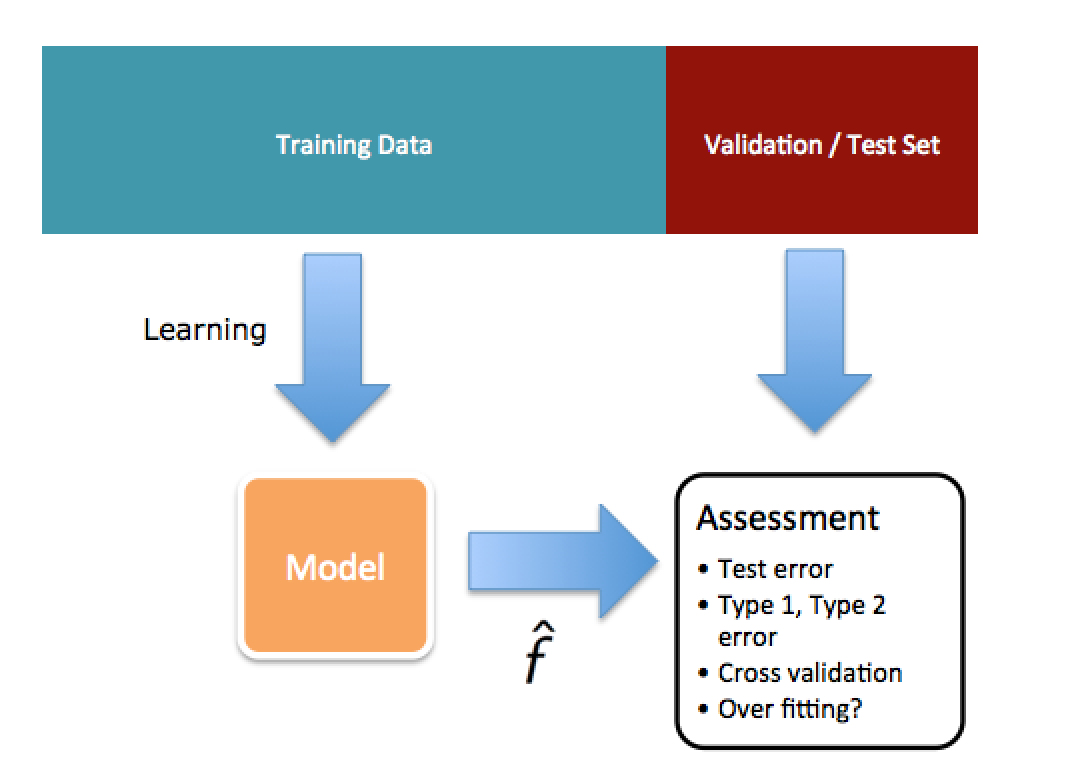 Training Data
Validation / Test Set
Learning
Model
f̂
Assessment
• Test error
• Type 1, Type 2
error
• Cross validation
• Over fitting?